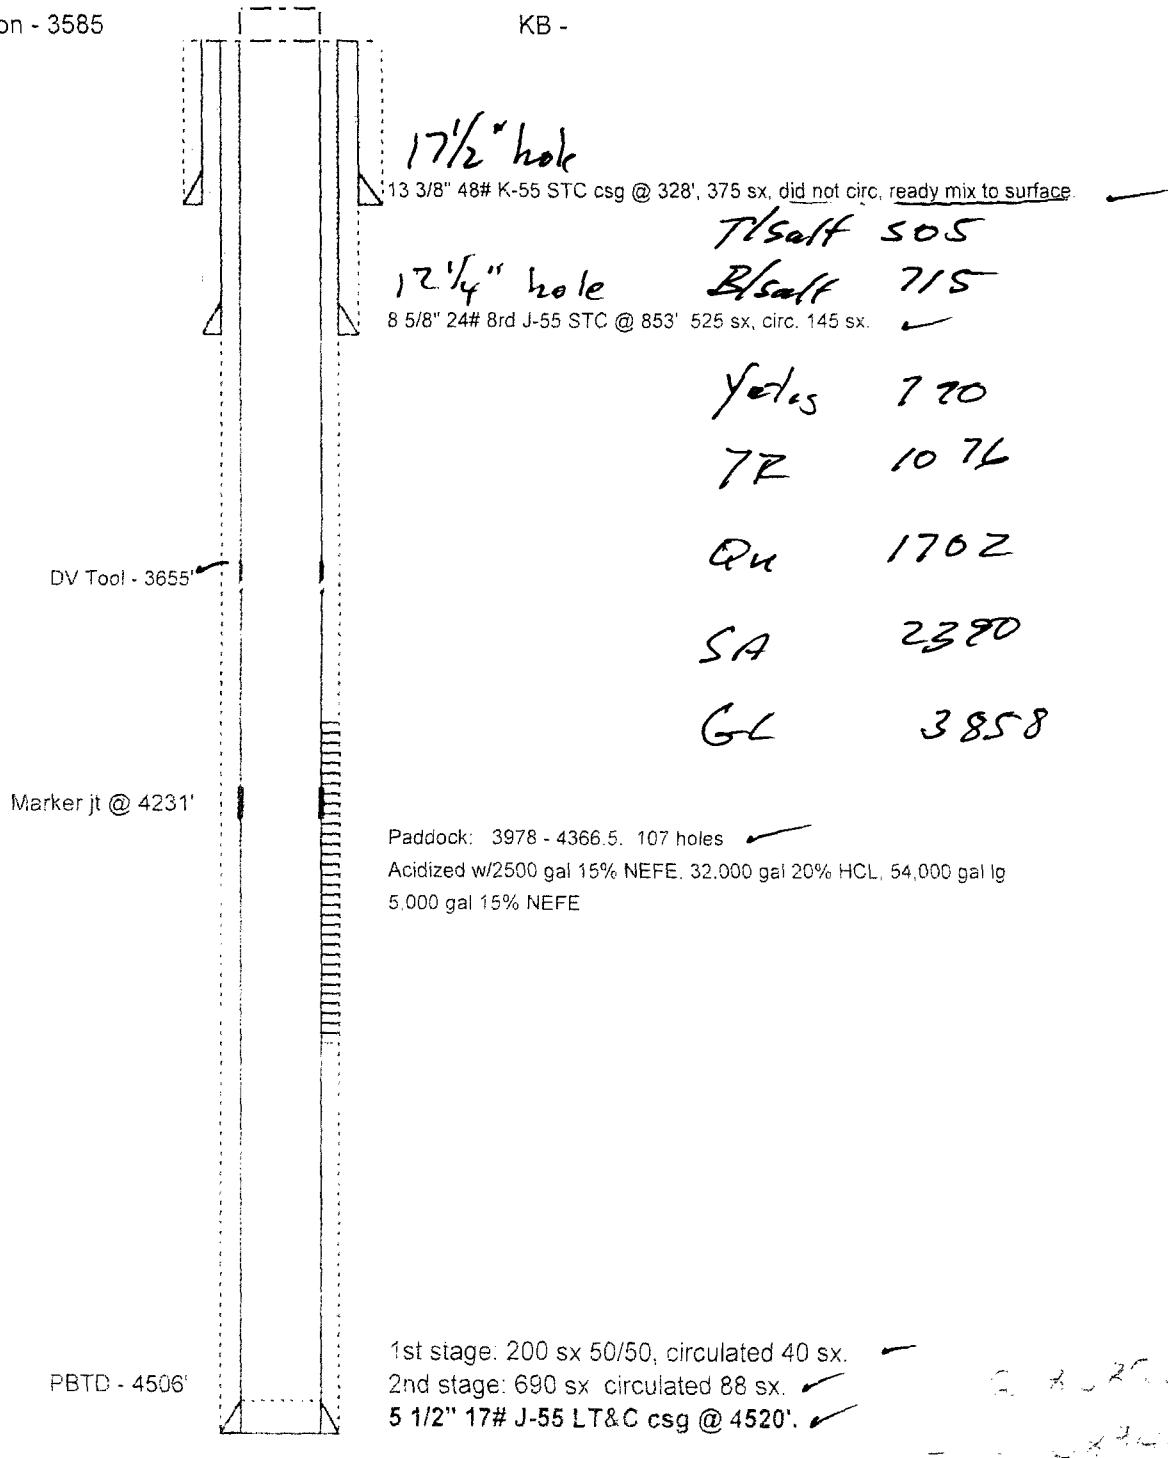 on - 3585
KB -
17 1/2" hole
13 3/8" 48# K-55 STC csg @ 328', 375 sx, did not circ, ready mix to surface.
T/Salt 505
12 1/4" hole
B/Salt 715
8 5/8" 24# 8rd J-55 STC @ 853' 525 sx, circ. 145 sx.
Yates
7R 1076
Qu 1702
DV Tool - 3655'
SA
GL 3858
Marker jt @ 4231'
Paddock: 3978 - 4366.5. 107 holes
Acidized w/2500 gal 15% NEFE. 32.000 gal 20% HCL, 54,000 gal lg
5,000 gal 15% NEFE
1st stage: 200 sx 50/50, circulated 40 sx.
PBTD - 4506'
2nd stage: 690 sx circulated 88 sx.
5 1/2" 17# J-55 LT&C csg @ 4520'.